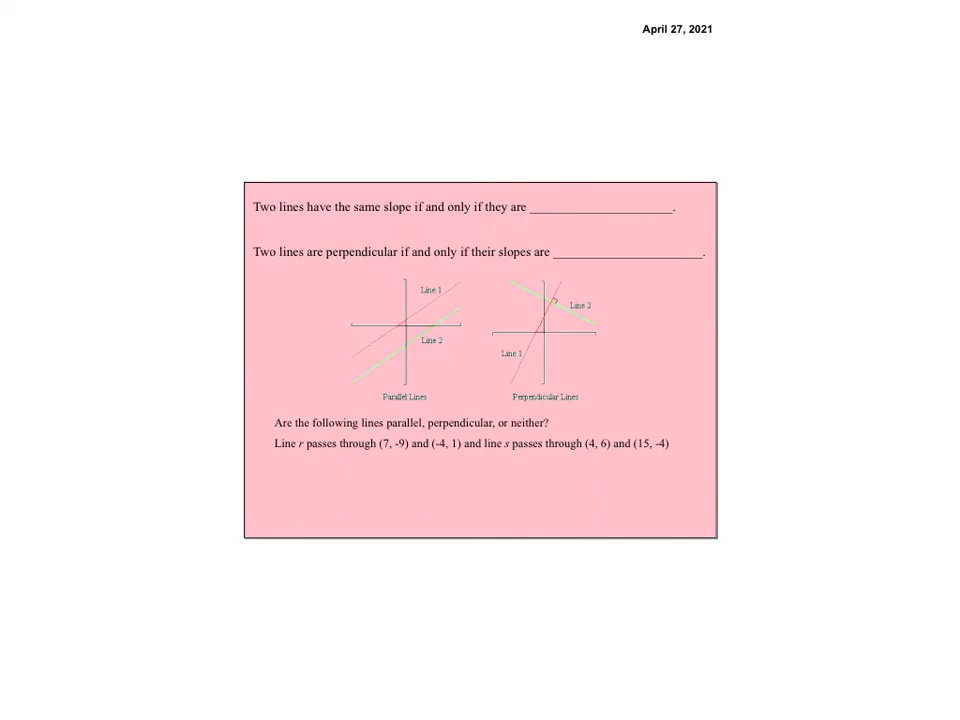 April 27, 2021
Two lines have the same slope if and only if they are ______________________.
Two lines are perpendicular if and only if their slopes are _______________________.
Line 1
Line 2
Line 2
Line 1
Parallel Lines
Perpendicular Lines
Are the following lines parallel, perpendicular, or neither?
Line r passes through (7, -9) and (-4, 1) and line s passes through (4, 6) and (15, -4)